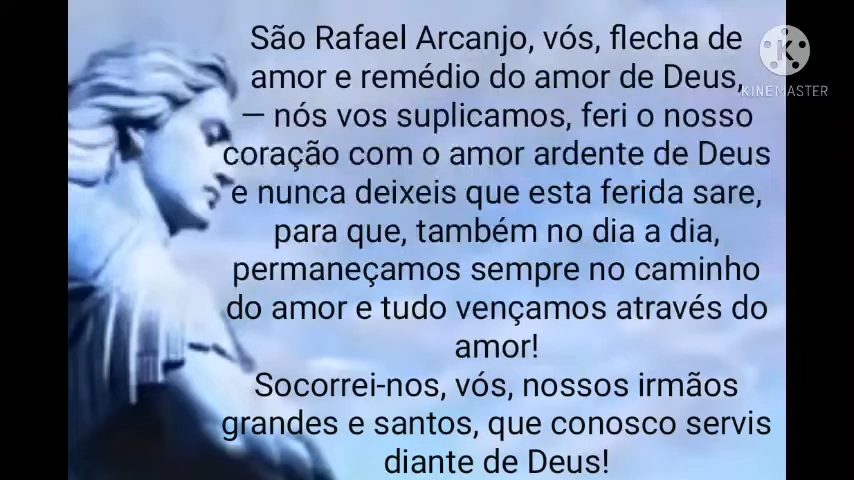 São Rafael Arcanjo, vós, flecha de
amor e remédio do amor de Deus,
— nós vos suplicamos, feri o nosso
coração com o amor ardente de Deus
e nunca deixeis que esta ferida sare,
para que, também no dia a dia,
permaneçamos sempre no caminho
do amor e tudo vençamos através do
amor!
Socorrei-nos, vós, nossos irmãos
grandes e santos, que conosco servis
diante de Deus!
K
KINEMASTER